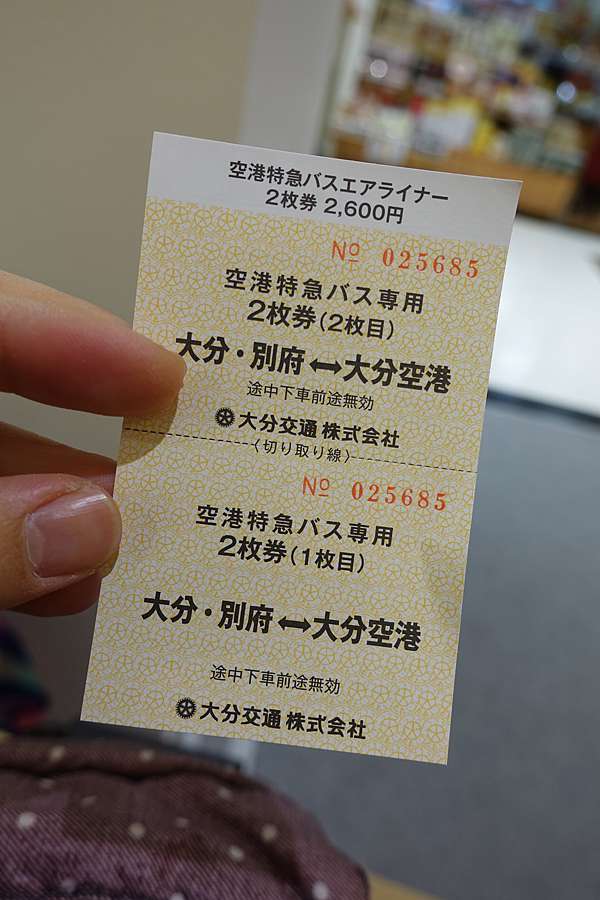 空港特急バスエアライナー
2枚券 2,600円
№ 025685
空港特急バス専用
2枚券(2枚目)
大分・別府↔大分空港
途中下車前途無効
大分交通 株式会社
〈切り取り線〉
№ 025685
空港特急バス専用
2枚券(1枚目)
大分・別府↔大分空港
途中下車前途無効
大分交通 株式会社